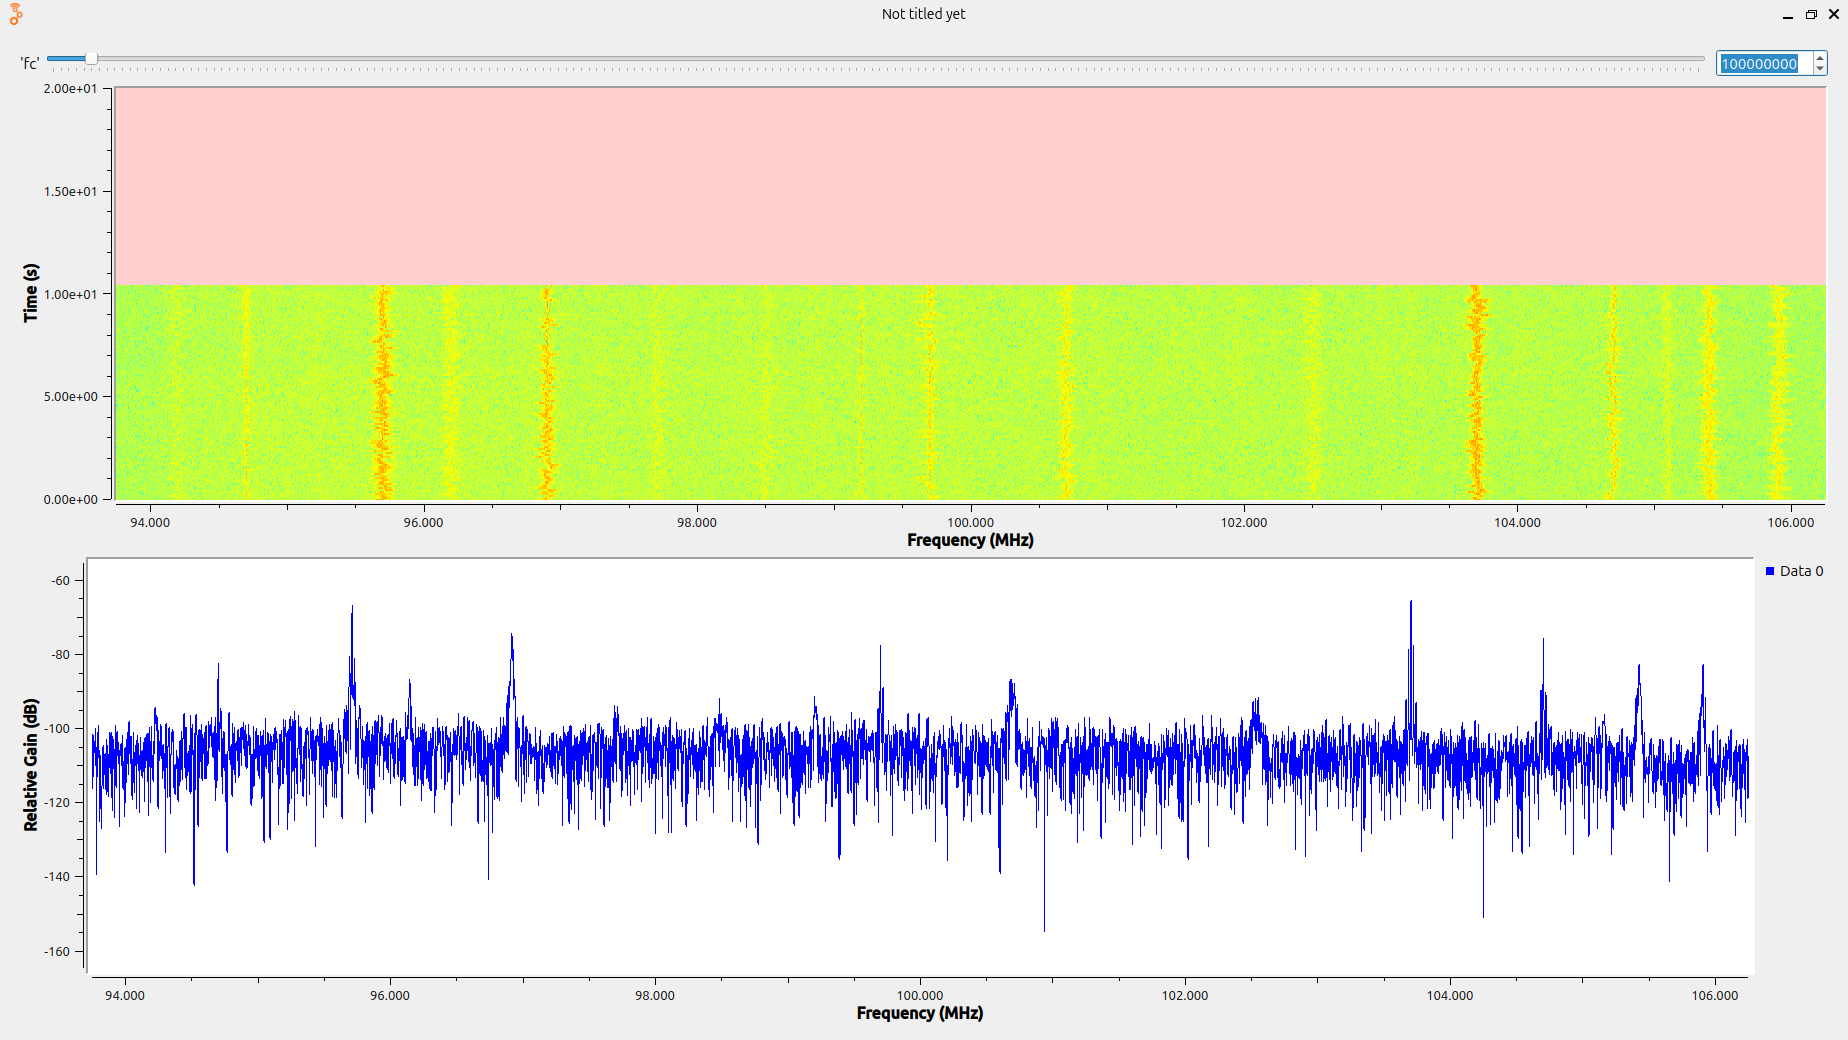 Not titled yet
'fc'
100000000
2.00e+01
1.50e+01
1.00e+01
5.00e+00
0.00e+00
Time (s)
94.000 96.000 98.000 100.000 102.000 104.000 106.000
Frequency (MHz)
Data 0
-60
-80
-100
-120
-140
-160
Relative Gain (dB)
94.000 96.000 98.000 100.000 102.000 104.000 106.000
Frequency (MHz)